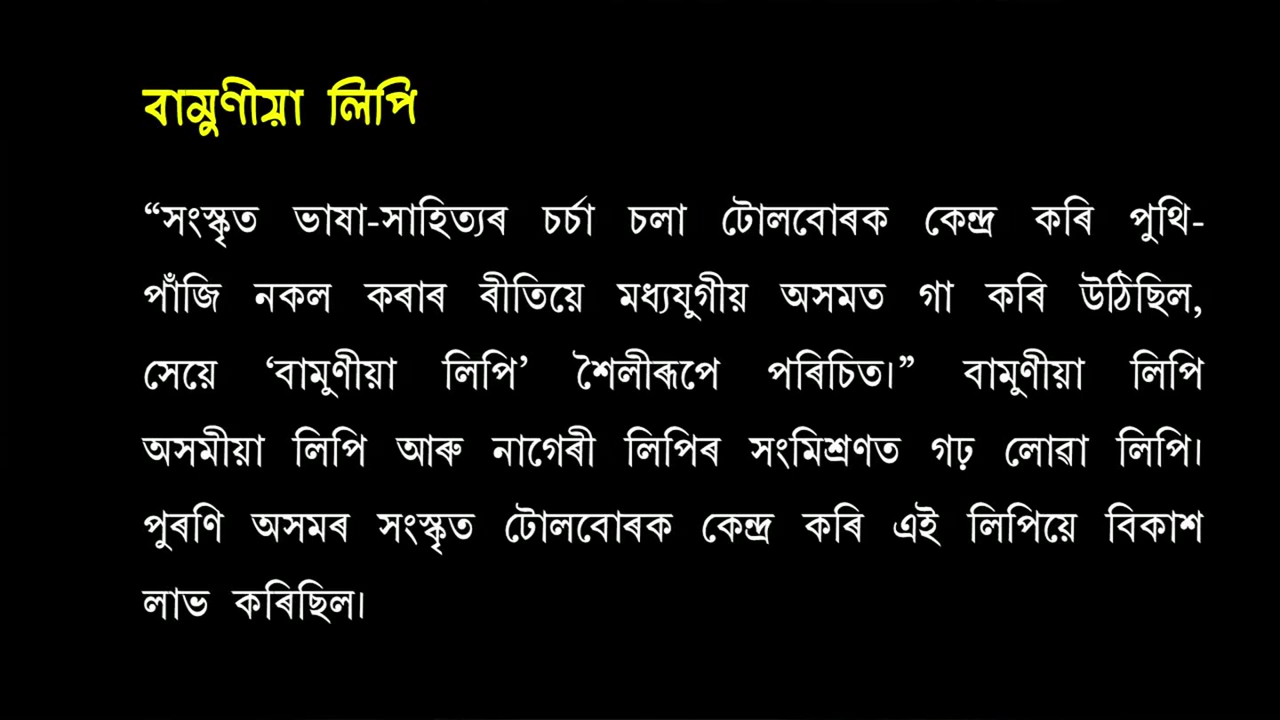 বামুণীয়া লিপি
“সংস্কৃত ভাষা-সাহিত্যৰ চৰ্চা চলা টোলবোৰক কেন্দ্ৰ কৰি পুথি-
পাঁজি নকল কৰাৰ ৰীতিয়ে মধ্যযুগীয় অসমত গা কৰি উঠিছিল,
সেয়ে ‘বামুণীয়া লিপি’ শৈলীৰূপে পৰিচিত।” বামুণীয়া লিপি
অসমীয়া লিপি আৰু নাগেৰী লিপিৰ সংমিশ্ৰণত গঢ় লোৱা লিপি।
পুৰণি অসমৰ সংস্কৃত টোলবোৰক কেন্দ্ৰ কৰি এই লিপিয়ে বিকাশ
লাভ কৰিছিল।